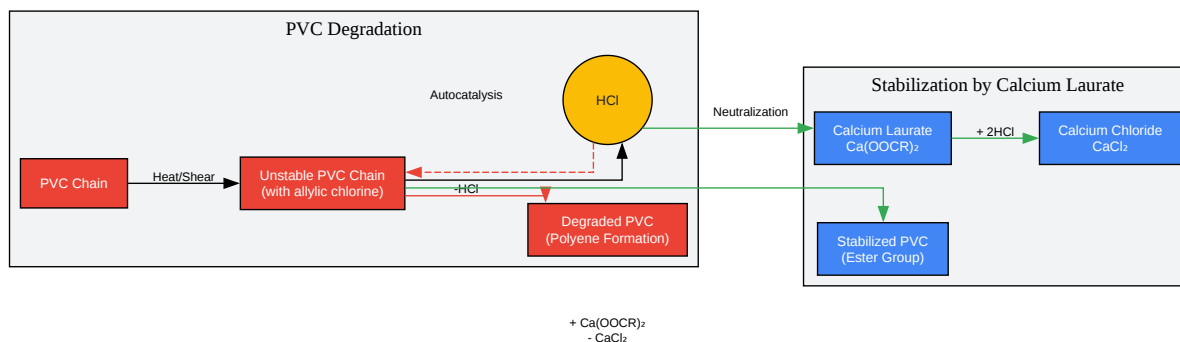 PVC Degradation
Autocatalysis
HCl
PVC Chain
Heat/Shear
Unstable PVC Chain
(with allylic chlorine)
-HCl
Degraded PVC
(Polyene Formation)
Neutralization
Stabilization by Calcium Laurate
Calcium Laurate
Ca(OOCR)₂
+ 2HCl
Calcium Chloride
CaCl₂
Stabilized PVC
(Ester Group)
+ Ca(OOCR)₂
- CaCl₂